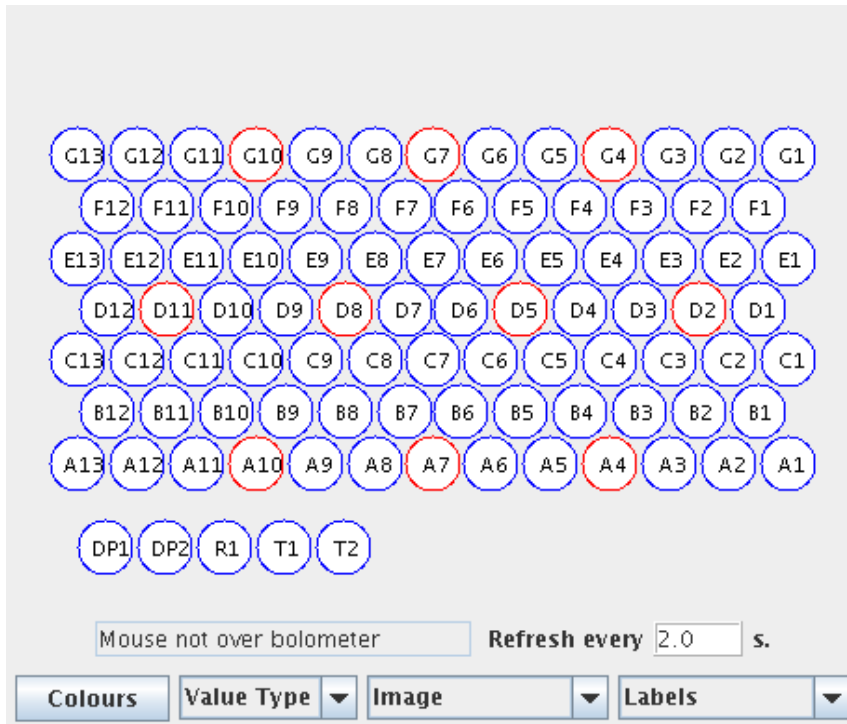 G13 G12 G11 G10 G9 G8 G7 G6 G5 G4 G3 G2 G1
F12 F11 F10 F9 F8 F7 F6 F5 F4 F3 F2 F1
E13 E12 E11 E10 E9 E8 E7 E6 E5 E4 E3 E2 E1
D12 D11 D10 D9 D8 D7 D6 D5 D4 D3 D2 D1
C13 C12 C11 C10 C9 C8 C7 C6 C5 C4 C3 C2 C1
B12 B11 B10 B9 B8 B7 B6 B5 B4 B3 B2 B1
A13 A12 A11 A10 A9 A8 A7 A6 A5 A4 A3 A2 A1
DP1 DP2 R1 T1 T2
Mouse not over bolometer Refresh every 2.0 s.
Colours Value Type Image Labels